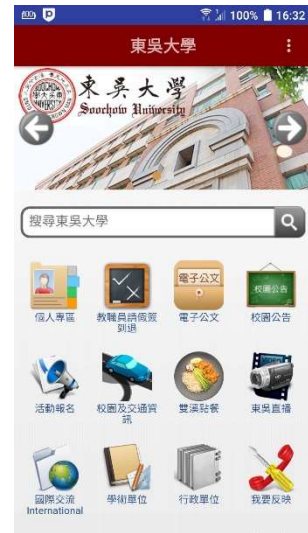 100% 16:32
東吳大學
東吳大學
Soochow University
搜尋東吳大學
電子公文
校園公告
個人專區
教職員請假簽
到退
電子公文
校園公告
活動報名
校園及交通資
訊
雙溪點餐
東吳直播
國際交流
International
學術單位
行政單位
我要反映